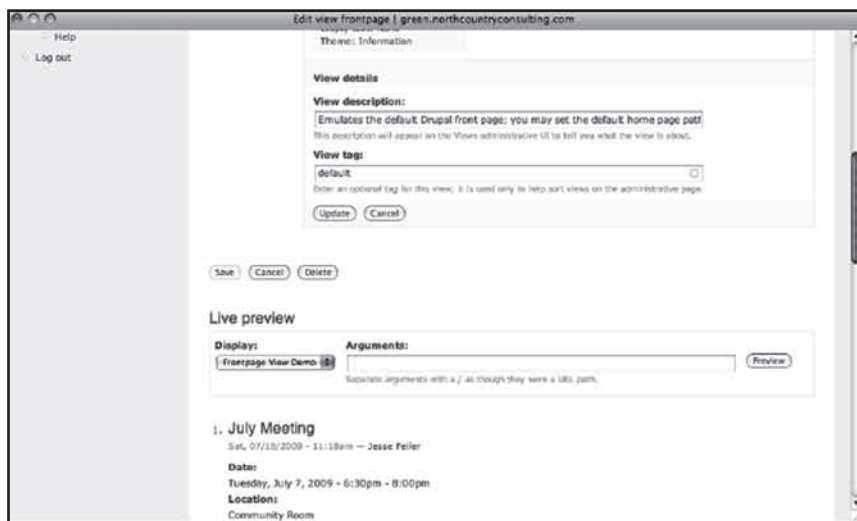 Edit view frontpage | green.northcountryconsulting.com
Help
Log out
Theme: Information
View details
View description:
Emulates the default Drupal front page; you may set the default home page path
This description will appear on the Views administrative UI to tell you what the view is about.
View tag:
default
Enter an optional tag for this view; it is used only to help sort views on the administrative page.
Update Cancel
Save Cancel Delete
Live preview
Display: Arguments:
Frontpage View Demo Preview
Separate arguments with a / as though they were a URL path.
1. July Meeting
Sat, 07/18/2009 - 11:18am — Jesse Feiler
Date:
Tuesday, July 7, 2009 - 6:30pm - 8:00pm
Location:
Community Room